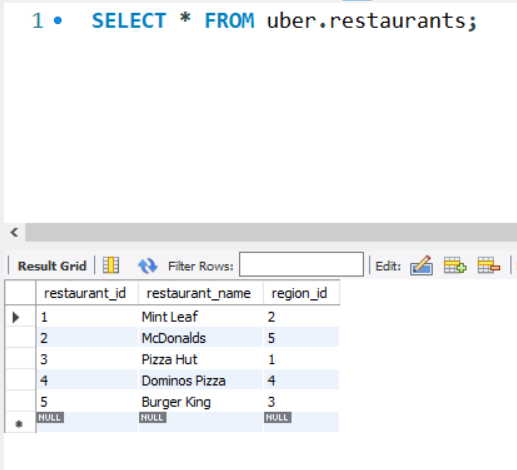 1 SELECT * FROM uber.restaurants;
Result Grid Filter Rows: Edit:
restaurant_id restaurant_name region_id
1 Mint Leaf 2
2 McDonalds 5
3 Pizza Hut 1
4 Dominos Pizza 4
5 Burger King 3
NULL NULL NULL